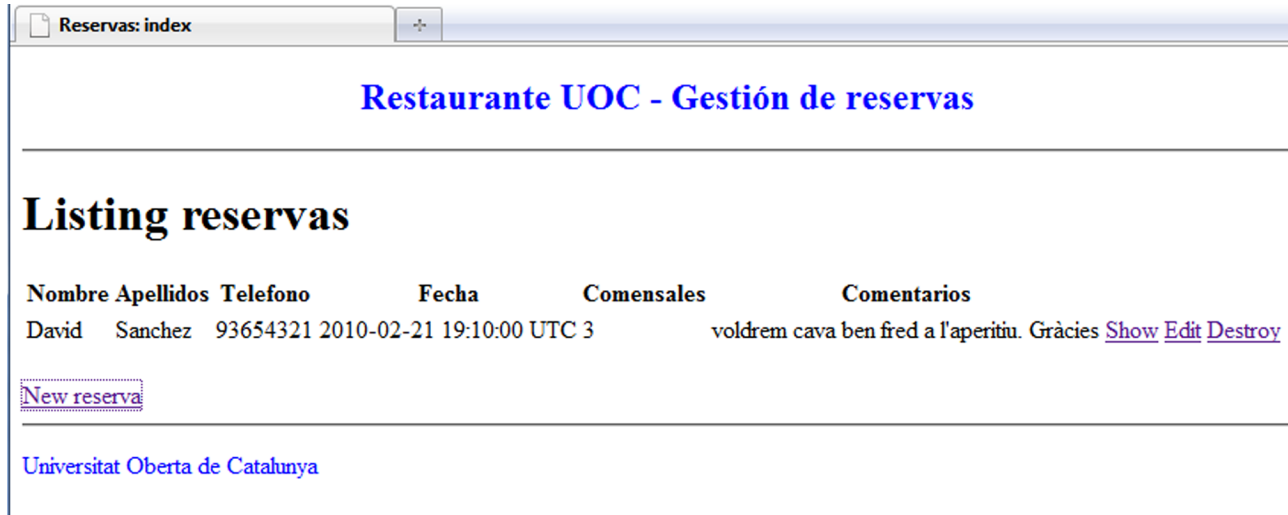 Reservas: index
Restaurante UOC - Gestión de reservas
Listing reservas
Nombre Apellidos Telefono Fecha Comensales Comentarios
David Sanchez 93654321 2010-02-21 19:10:00 UTC 3 voldrem cava ben fred a l'aperitiu. Gràcies Show Edit Destroy
New reserva
Universitat Oberta de Catalunya